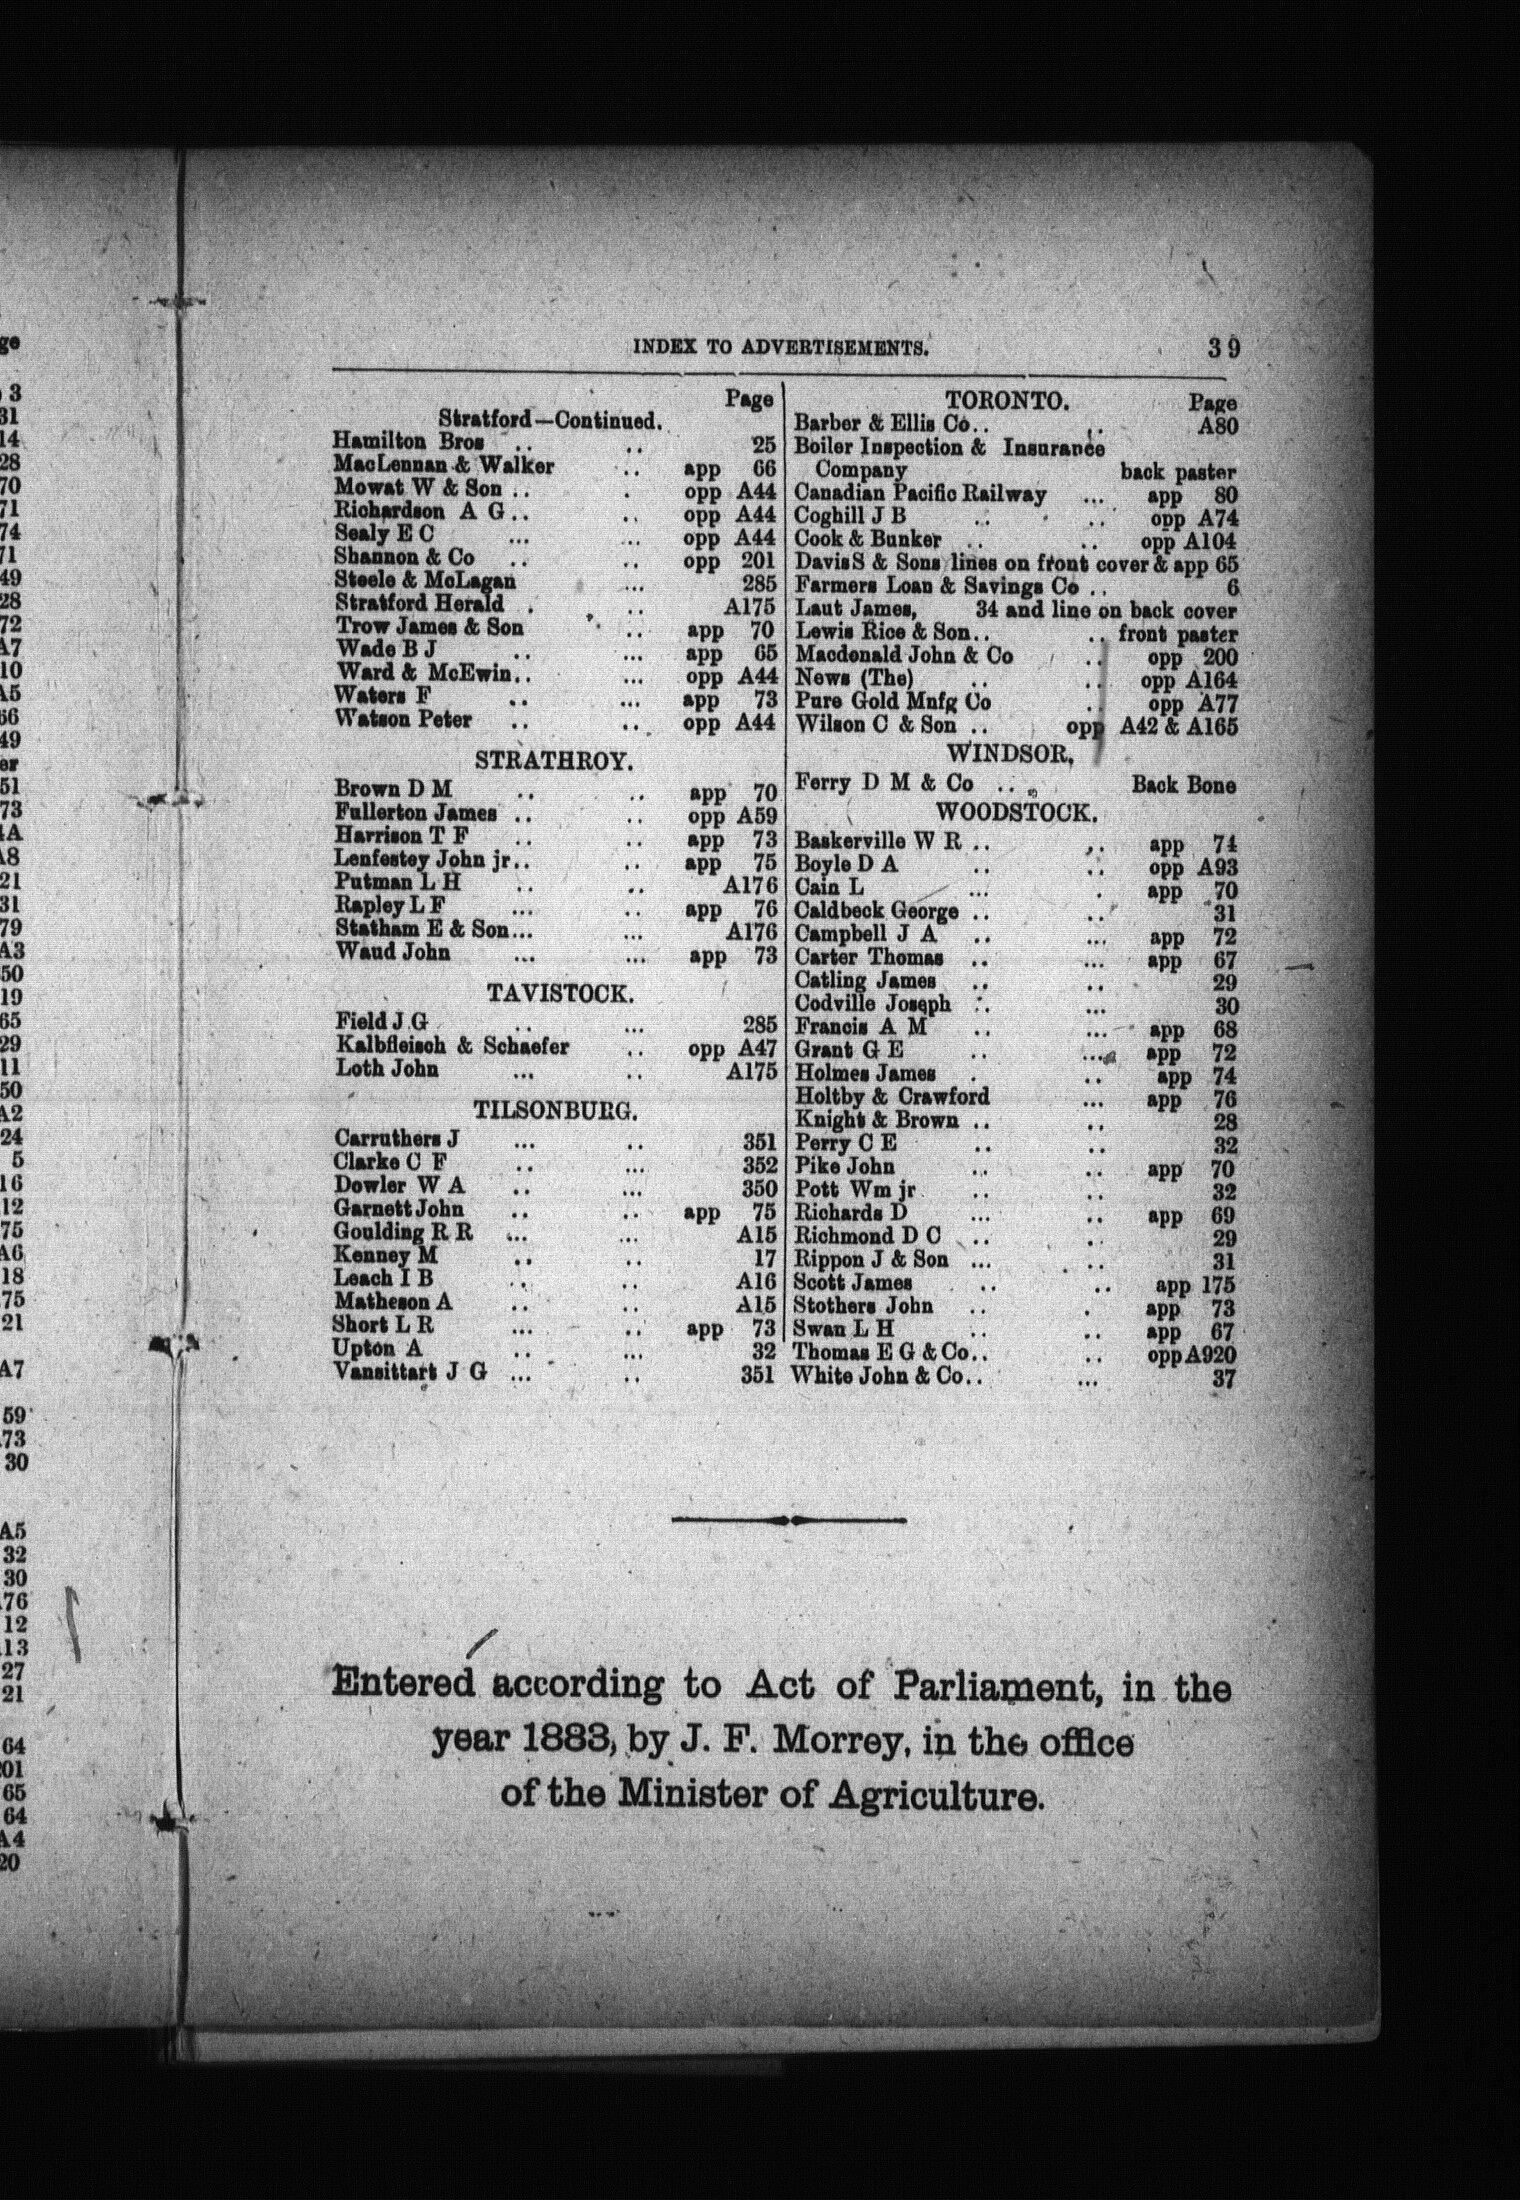 INDEX TO ADVERTISEMENTS. 39
Page
Stratford—Continued.
Hamilton Bros .. .. 25
MacLennan & Walker .. app 66
Mowat W & Son .. . opp A44
Richardson A G .. .. opp A44
Sealy E C ... ... opp A44
Shannon & Co .. .. opp 201
Steele & McLagan ... 285
Stratford Herald . .. A175
Trow James & Son .. app 70
Wade B J .. ... app 65
Ward & McEwin .. ... opp A44
Waters F .. ... app 73
Watson Peter .. .. opp A44
STRATHROY.
Brown D M .. .. app 70
Fullerton James .. .. opp A59
Harrison T F .. .. app 73
Lenfestey John jr .. .. app 75
Putman L H .. .. A176
Rapley L F ... .. app 76
Statham E & Son ... ... A176
Waud John ... ... app 73
TAVISTOCK.
Field J G .. ... 285
Kalbfleisch & Schaefer .. opp A47
Loth John ... .. A175
TILSONBURG.
Carruthers J ... .. 351
Clarke C F .. ... 352
Dowler W A .. ... 350
Garnett John .. .. app 75
Goulding R R ... ... A15
Kenney M .. .. 17
Leach I B .. .. A16
Matheson A .. .. A15
Short L R ... .. app 73
Upton A .. ... 32
Vansittart J G ... .. 351
TORONTO. Page
Barber & Ellis Co .. .. A80
Boiler Inspection & Insurance
Company back paster
Canadian Pacific Railway ... app 80
Coghill J B .. .. opp A74
Cook & Bunker .. .. opp A104
Davis S & Sons lines on front cover & app 65
Farmers Loan & Savings Co .. 6
Laut James, 34 and line on back cover
Lewis Rice & Son .. .. front paster
Macdonald John & Co .. opp 200
News (The) .. .. opp A164
Pure Gold Mnfg Co . opp A77
Wilson C & Son .. opp A42 & A165
WINDSOR,
Ferry D M & Co .. . Back Bone
WOODSTOCK.
Baskerville W R .. .. app 74
Boyle D A .. .. opp A93
Cain L ... . app 70
Caldbeck George .. .. 31
Campbell J A .. ... app 72
Carter Thomas .. ... app 67
Catling James .. .. 29
Codville Joseph .. ... 30
Francis A M .. ... app 68
Grant G E .. ... app 72
Holmes James . .. app 74
Holtby & Crawford ... app 76
Knight & Brown .. .. 28
Perry C E .. .. 32
Pike John .. .. app 70
Pott Wm jr .. .. 32
Richards D ... .. app 69
Richmond D C .. .. 29
Rippon J & Son ... .. 31
Scott James .. .. app 175
Stothers John .. . app 73
Swan L H .. .. app 67
Thomas E G & Co .. .. opp A920
White John & Co .. ... 37
Entered according to Act of Parliament, in the
year 1883, by J. F. Morrey, in the office
of the Minister of Agriculture.